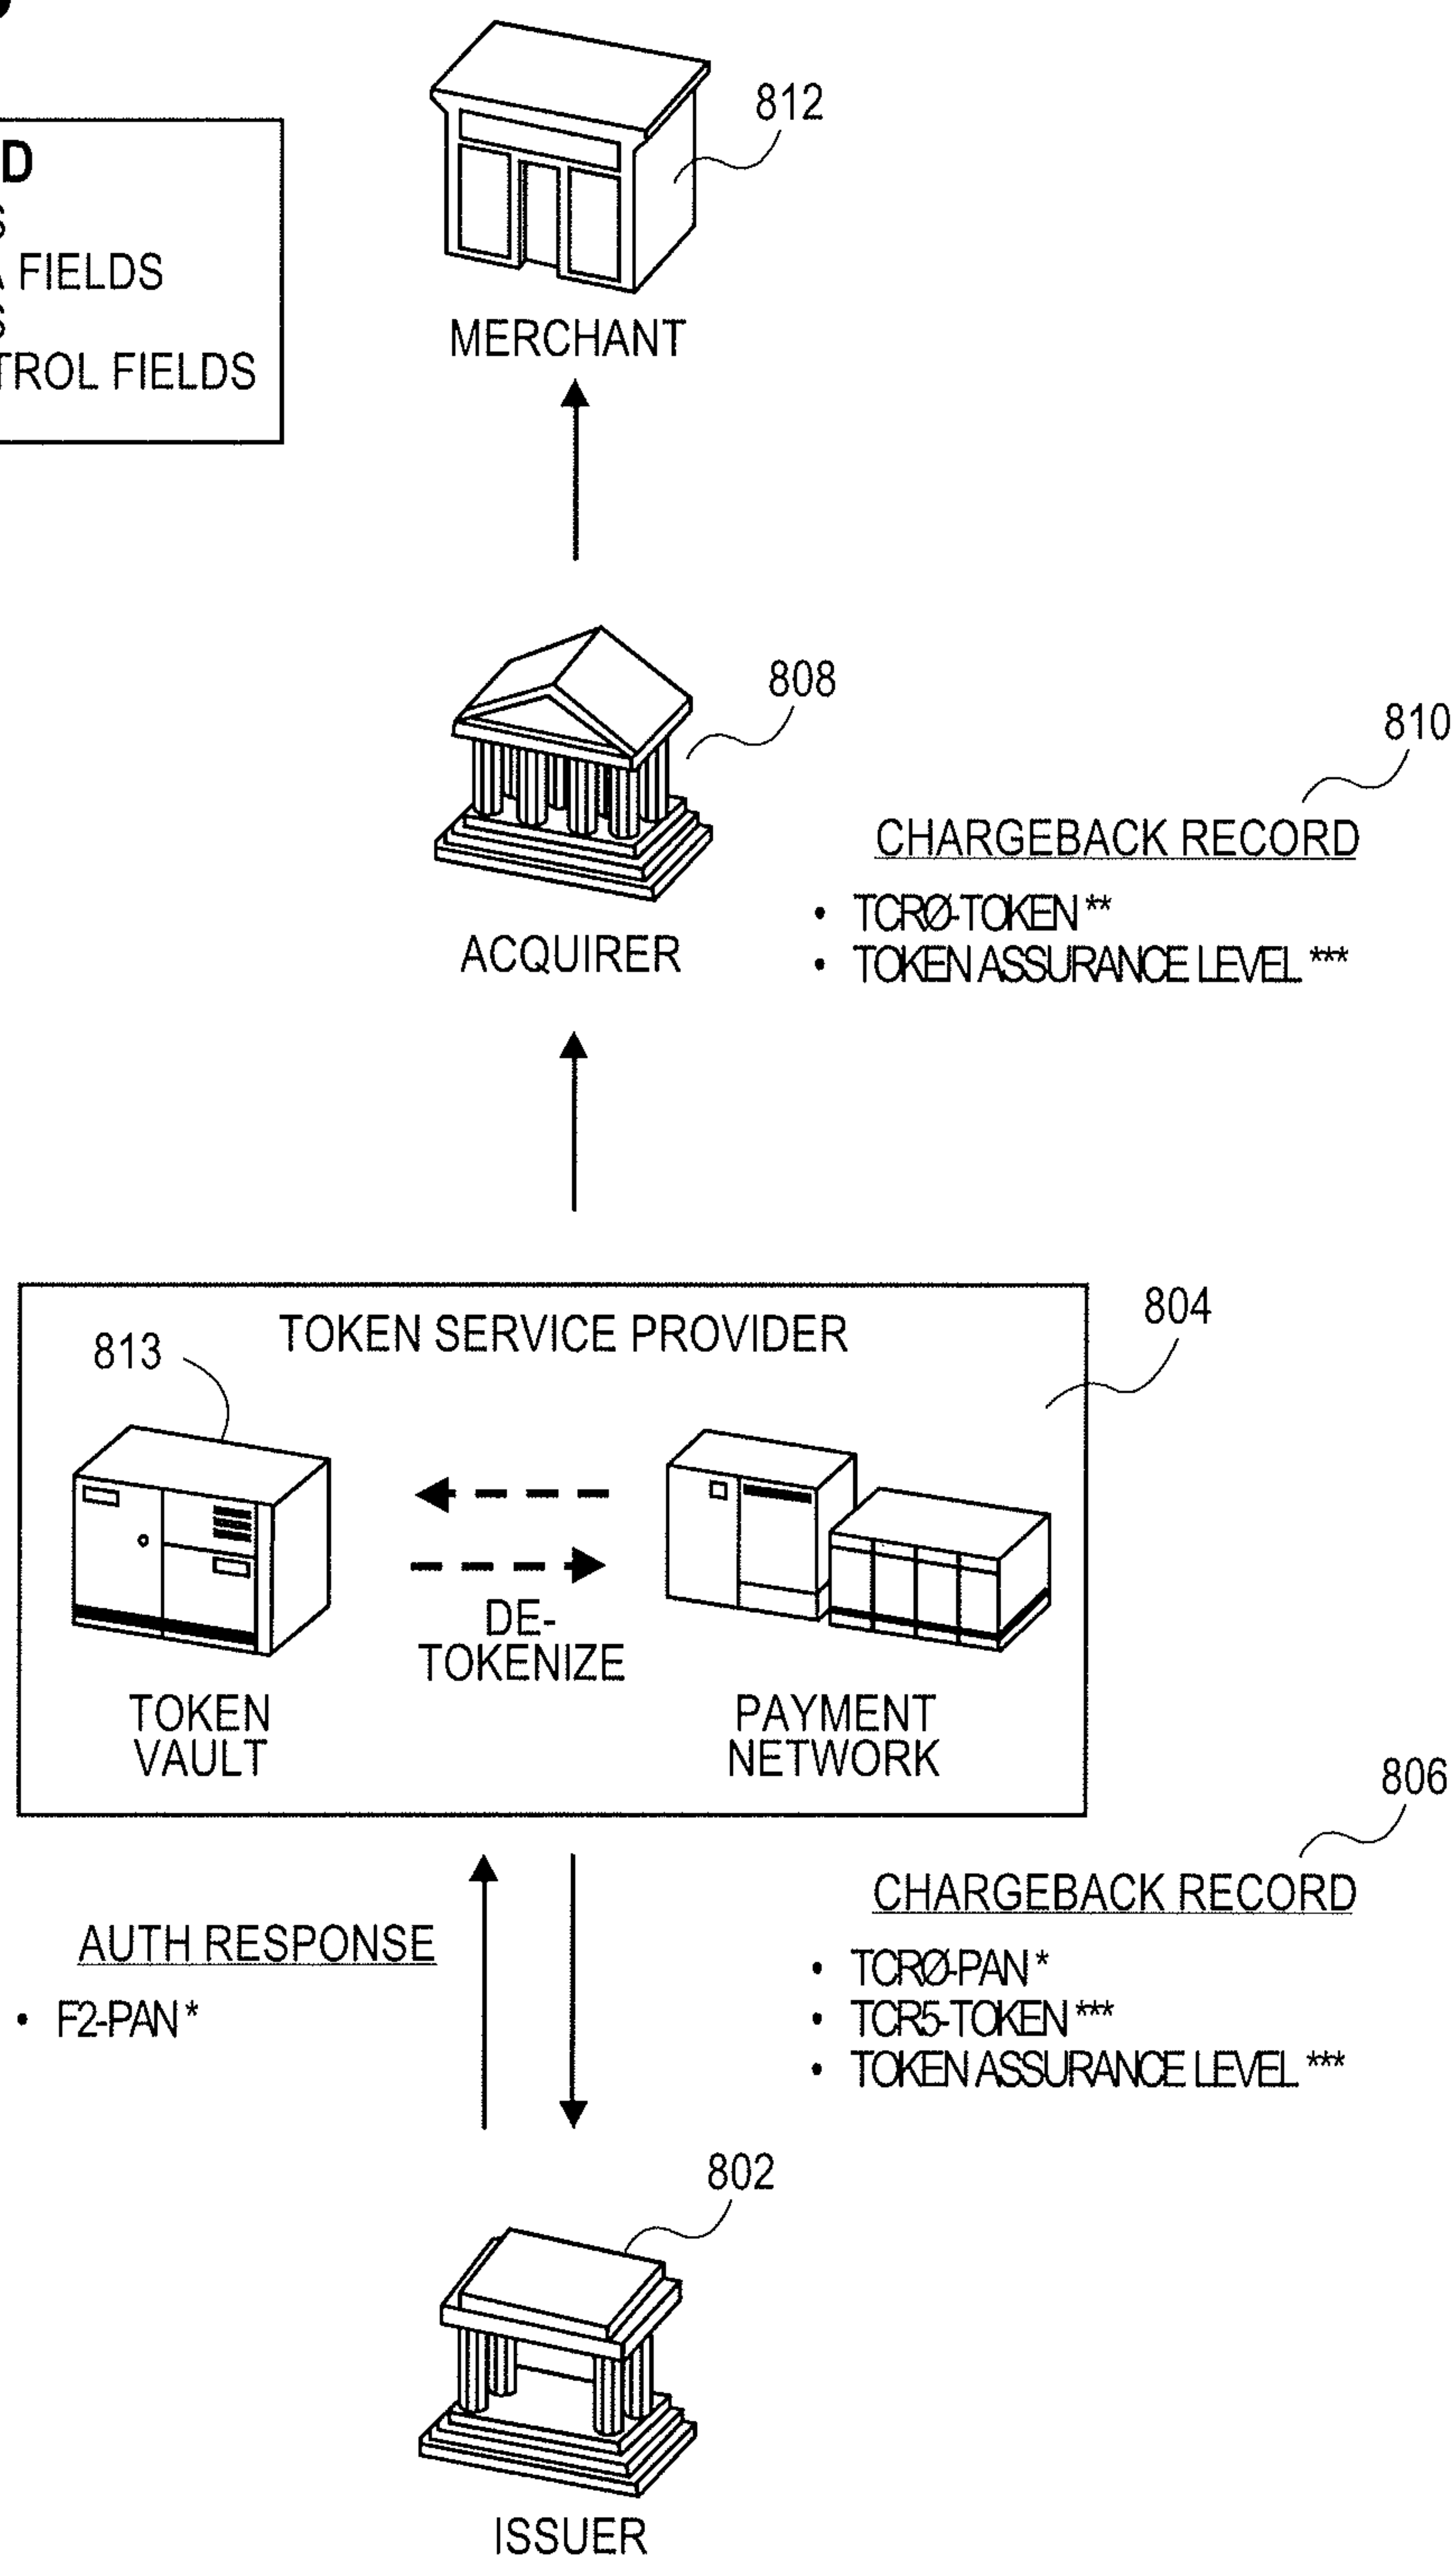 812
D
S
A FIELDS
S
TROL FIELDS
MERCHANT
808
810
CHARGEBACK RECORD
• TCRØ-TOKEN **
• TOKEN ASSURANCE LEVEL ***
ACQUIRER
804
TOKEN SERVICE PROVIDER
813
DE-
TOKENIZE
TOKEN
VAULT
PAYMENT
NETWORK
806
CHARGEBACK RECORD
• TCRØ-PAN *
• TCR5-TOKEN ***
• TOKEN ASSURANCE LEVEL ***
AUTH RESPONSE
• F2-PAN *
802
ISSUER